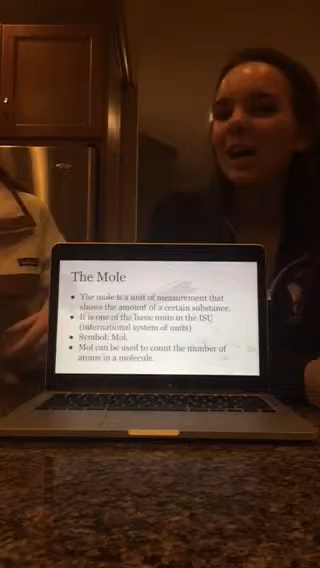 The Mole
• The mole is a unit of measurement that
shows the amount of a certain substance.
• It is one of the basic units in the ISU
(international system of units)
• Symbol: Mol.
• Mol can be used to count the number of
atoms in a molecule.